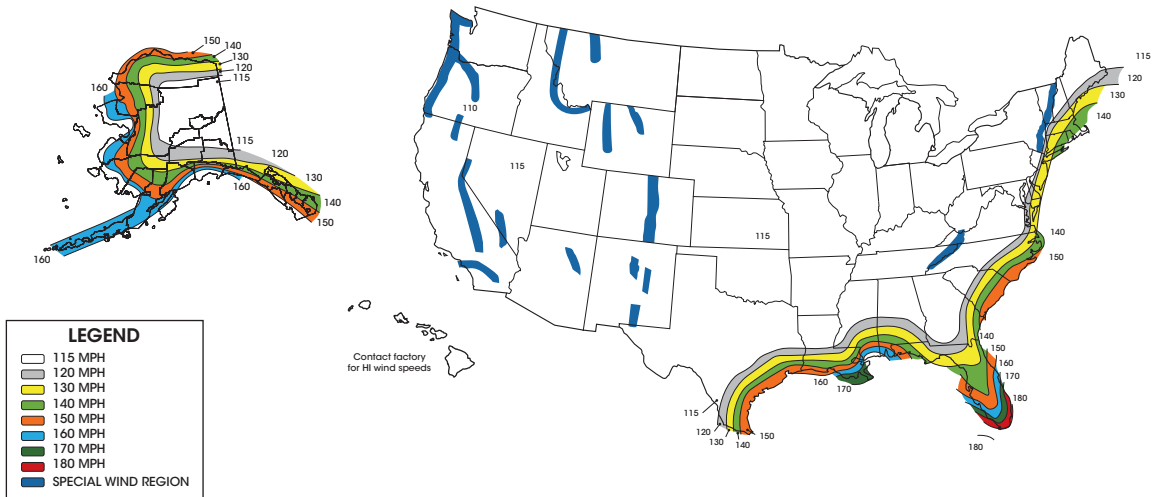 150
140
130
120
115
160
115
120
130
140
150
160
160
110
115
115
115
120
130
140
140
150
140
150
160
170
180
180
160
170
115
120
130
140
150
Contact factory
for HI wind speeds
LEGEND
115 MPH
120 MPH
130 MPH
140 MPH
150 MPH
160 MPH
170 MPH
180 MPH
SPECIAL WIND REGION